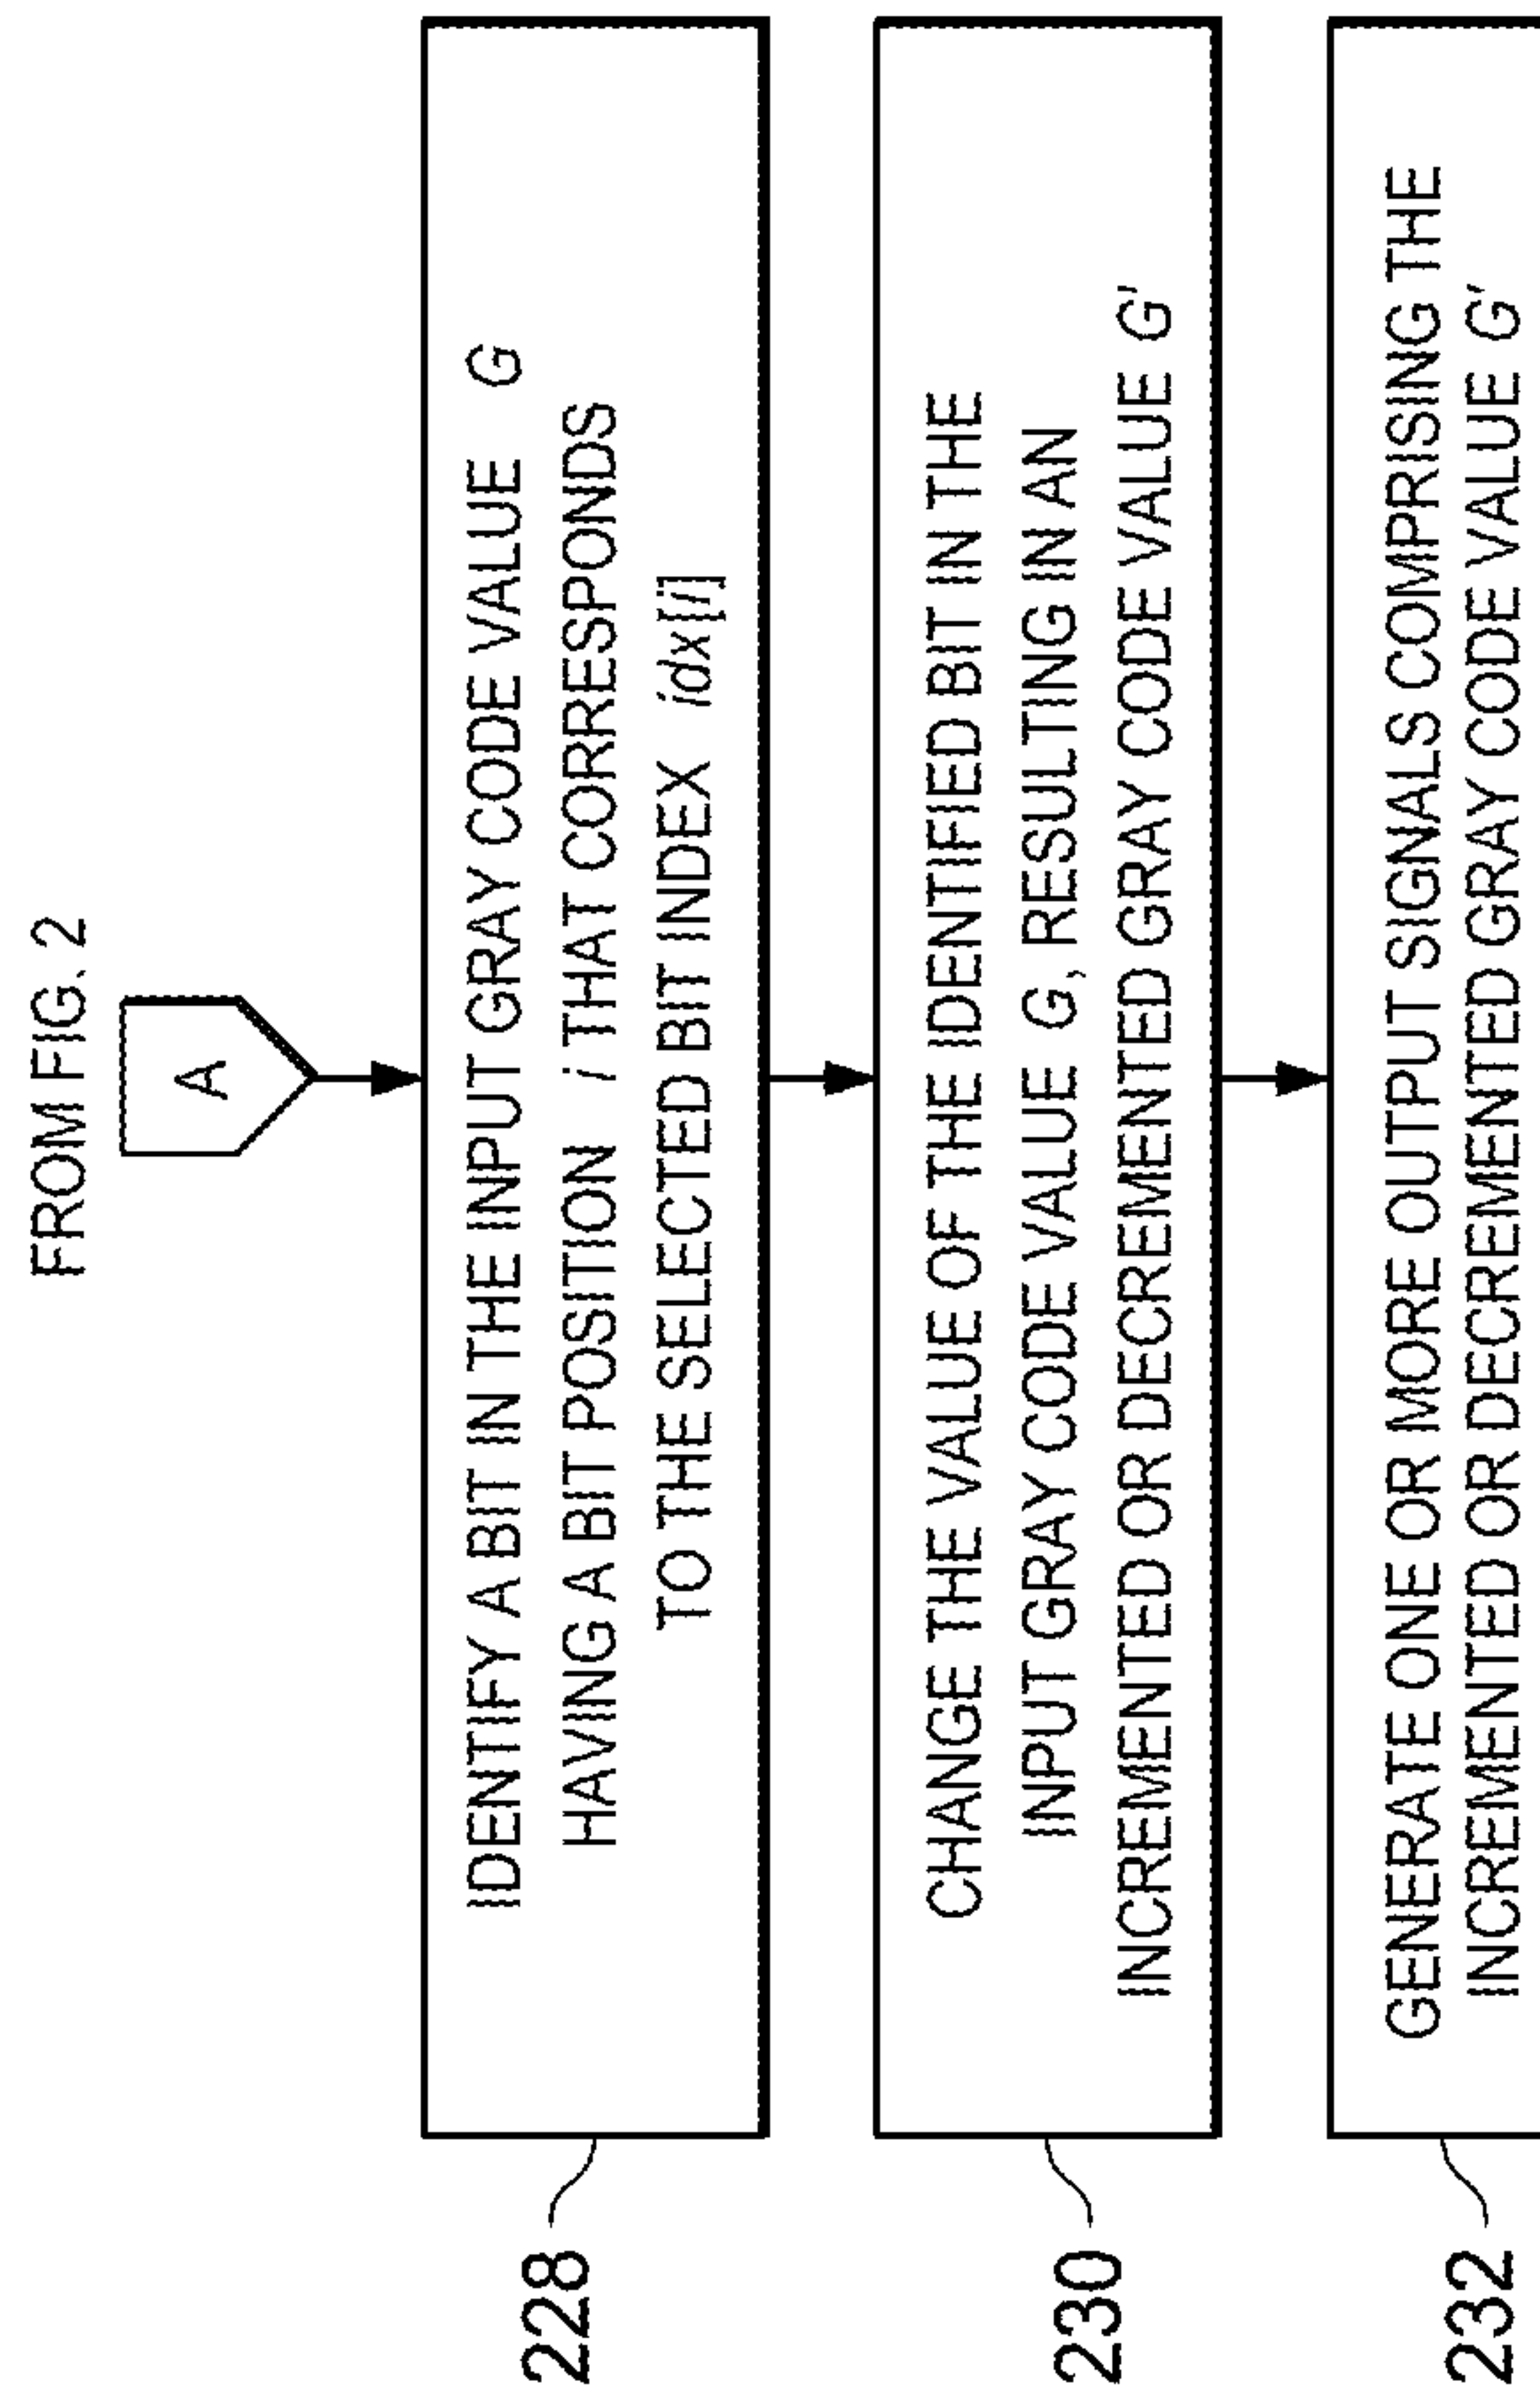 FROM FIG. 2
A
228
IDENTIFY A BIT IN THE INPUT GRAY CODE VALUE G
HAVING A BIT POSITION i THAT CORRESPONDS
TO THE SELECTED BIT INDEX idx[i]
230
CHANGE THE VALUE OF THE IDENTIFIED BIT IN THE
INPUT GRAY CODE VALUE G, RESULTING IN AN
INCREMENTED OR DECREMENTED GRAY CODE VALUE G'
232
GENERATE ONE OR MORE OUTPUT SIGNALS COMPRISING THE
INCREMENTED OR DECREMENTED GRAY CODE VALUE G'